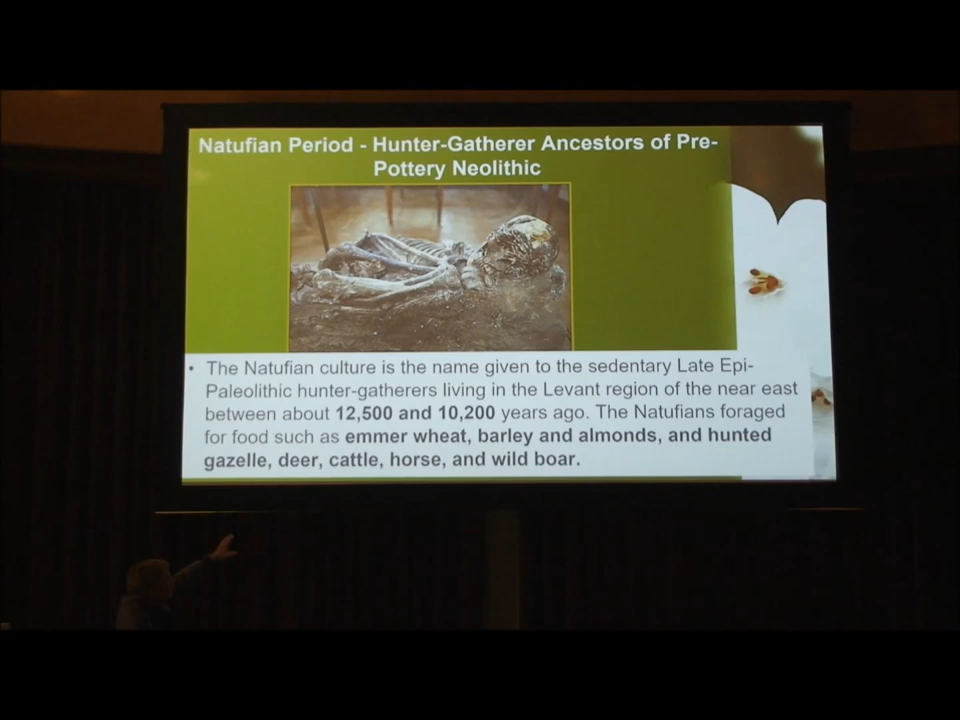 Natufian Period - Hunter-Gatherer Ancestors of Pre-
Pottery Neolithic
• The Natufian culture is the name given to the sedentary Late Epi-
Paleolithic hunter-gatherers living in the Levant region of the near east
between about 12,500 and 10,200 years ago. The Natufians foraged
for food such as emmer wheat, barley and almonds, and hunted
gazelle, deer, cattle, horse, and wild boar.